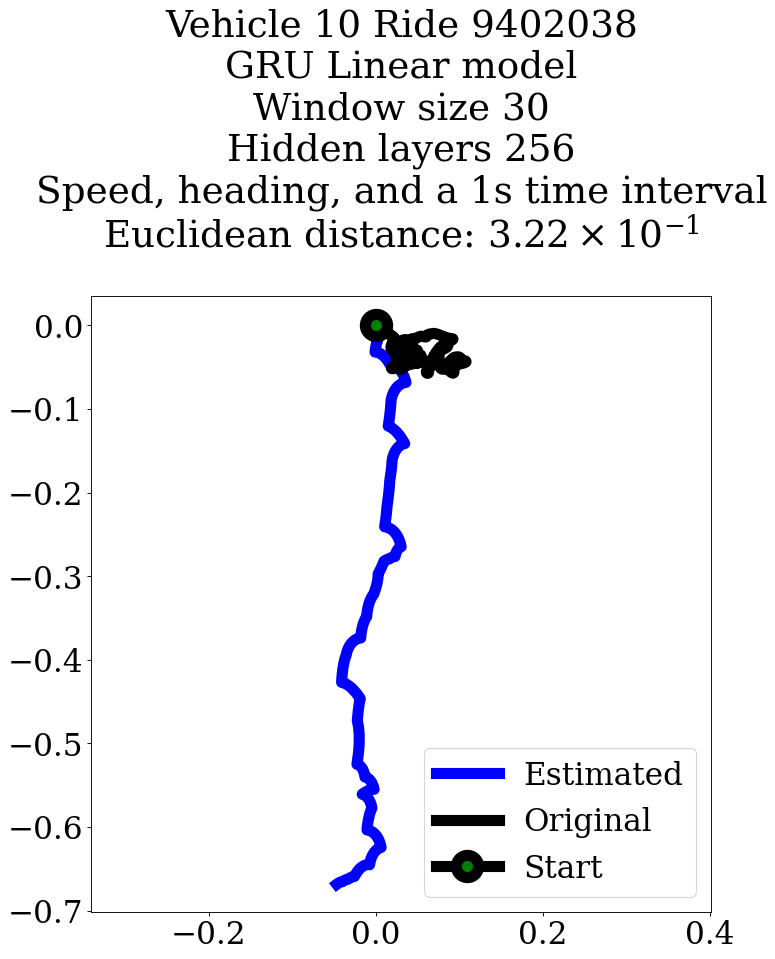 Vehicle 10 Ride 9402038
GRU Linear model
Window size 30
Hidden layers 256
Speed, heading, and a 1s time interval
Euclidean distance: 3.22 × 10⁻¹
0.0
−0.1
−0.2
−0.3
−0.4
−0.5
−0.6
−0.7
Estimated
Original
Start
−0.2 0.0 0.2 0.4